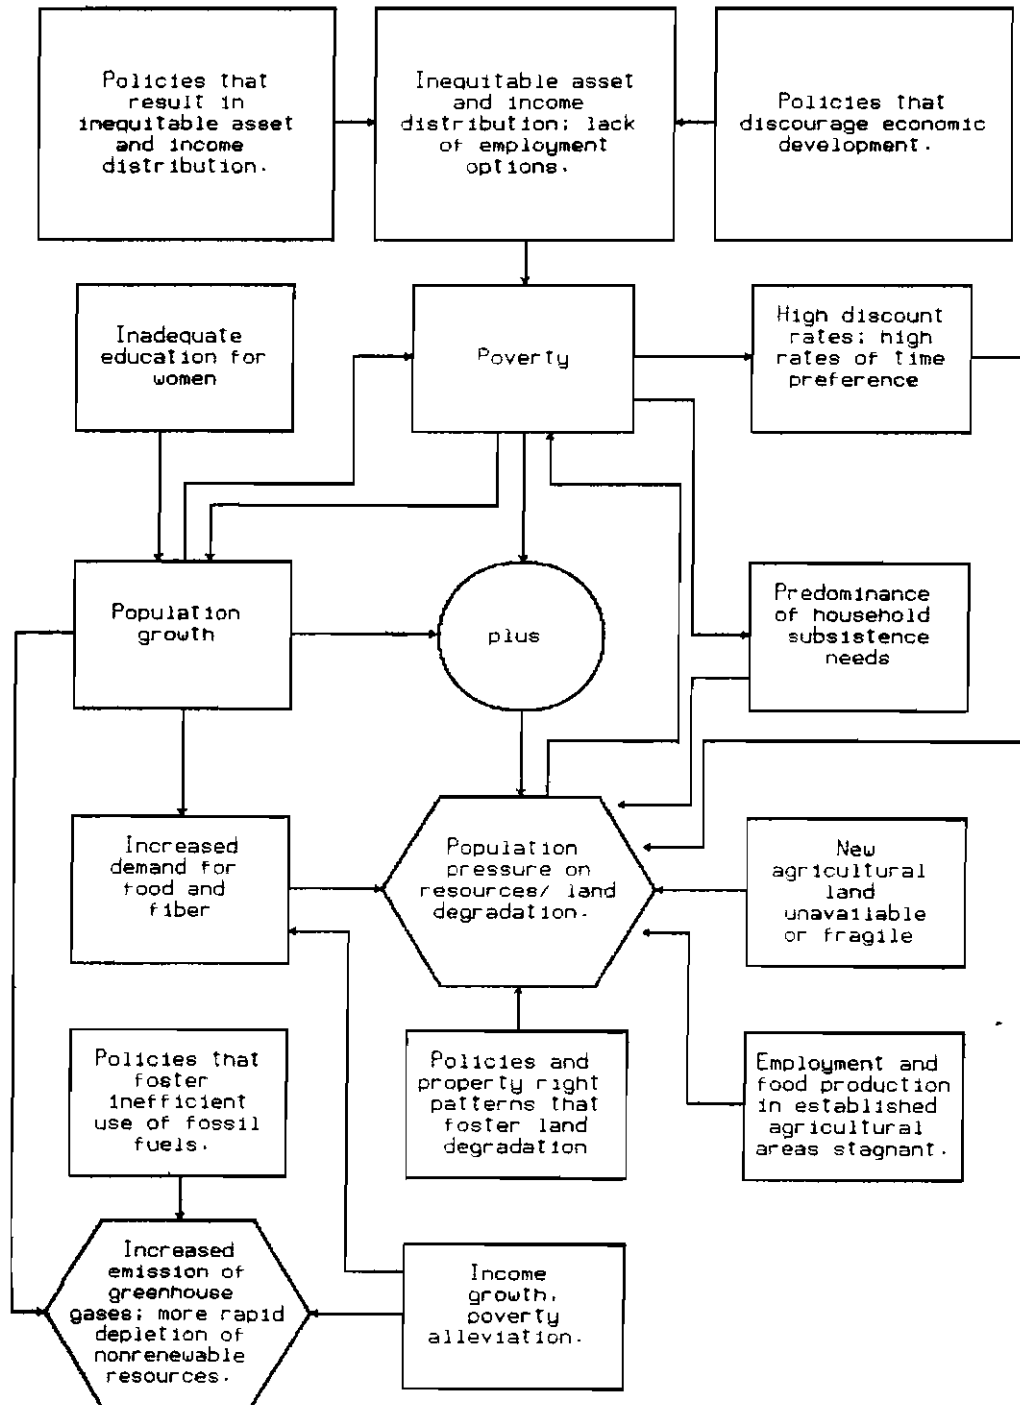 Policies that
result in
inequitable asset
and income
distribution.
Inequitable asset
and income
distribution; lack
of employment
options.
Policies that
discourage economic
development.
Inadequate
education for
women
Poverty
High discount
rates; high
rates of time
preference
Population
growth
plus
Predominance
of household
subsistence
needs
Increased
demand for
food and
fiber
Population
pressure on
resources/ land
degradation.
New
agricultural
land
unavailable
or fragile
Policies that
foster
inefficient
use of fossil
fuels.
Policies and
property right
patterns that
foster land
degradation
Employment and
food production
in established
agricultural
areas stagnant.
Increased
emission of
greenhouse
gases; more rapid
depletion of
nonrenewable
resources.
Income
growth,
poverty
alleviation.